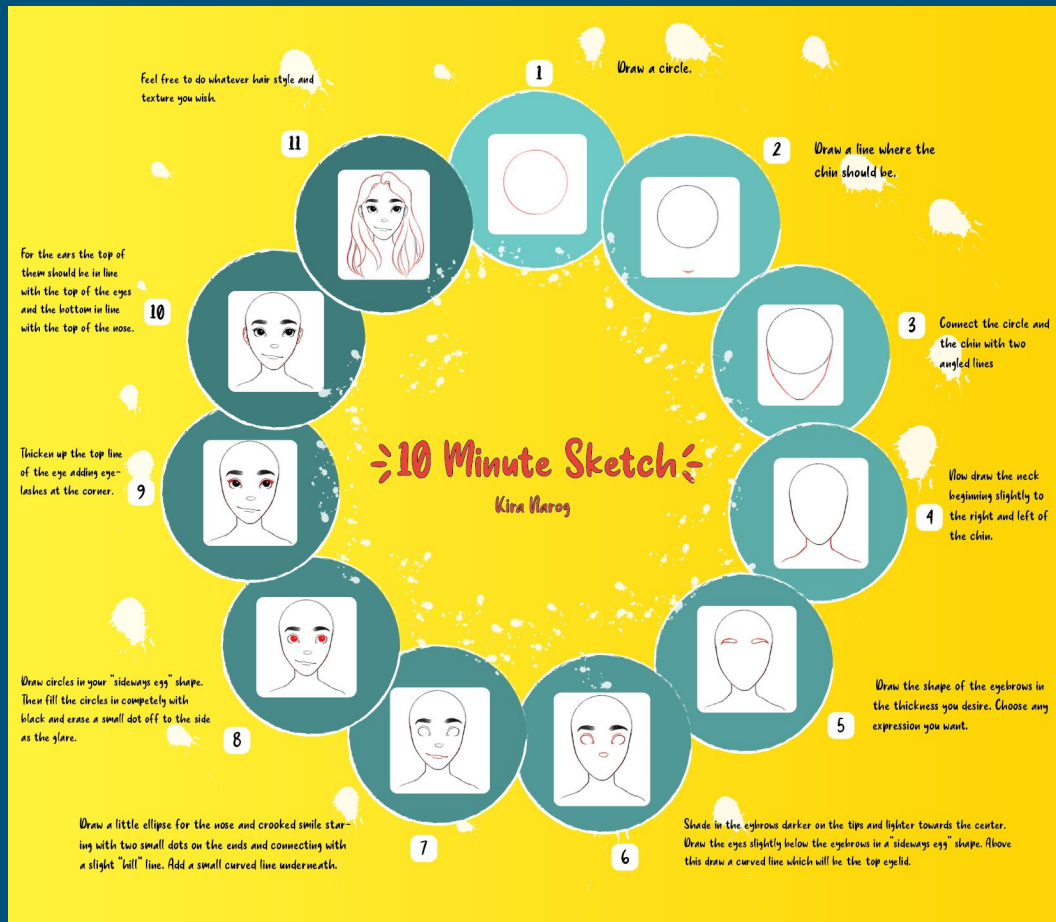 10 Minute Sketch
Kira Narog
1
Draw a circle.
2
Draw a line where the
chin should be.
3
Connect the circle and
the chin with two
angled lines
4
Now draw the neck
beginning slightly to
the right and left of
the chin.
5
Draw the shape of the eyebrows in
the thickness you desire. Choose any
expression you want.
6
Shade in the eybrows darker on the tips and lighter towards the center.
Draw the eyes slightly below the eyebrows in a"sideways egg" shape. Above
this draw a curved line which will be the top eyelid.
7
Draw a little ellipse for the nose and crooked smile star-
ing with two small dots on the ends and connecting with
a slight "hill" line. Add a small curved line underneath.
8
Draw circles in your "sideways egg" shape.
Then fill the circles in competely with
black and erase a small dot off to the side
as the glare.
9
Thicken up the top line
of the eye adding eye-
lashes at the corner.
10
For the ears the top of
them should be in line
with the top of the eyes
and the bottom in line
with the top of the nose.
11
Feel free to do whatever hair style and
texture you wish.